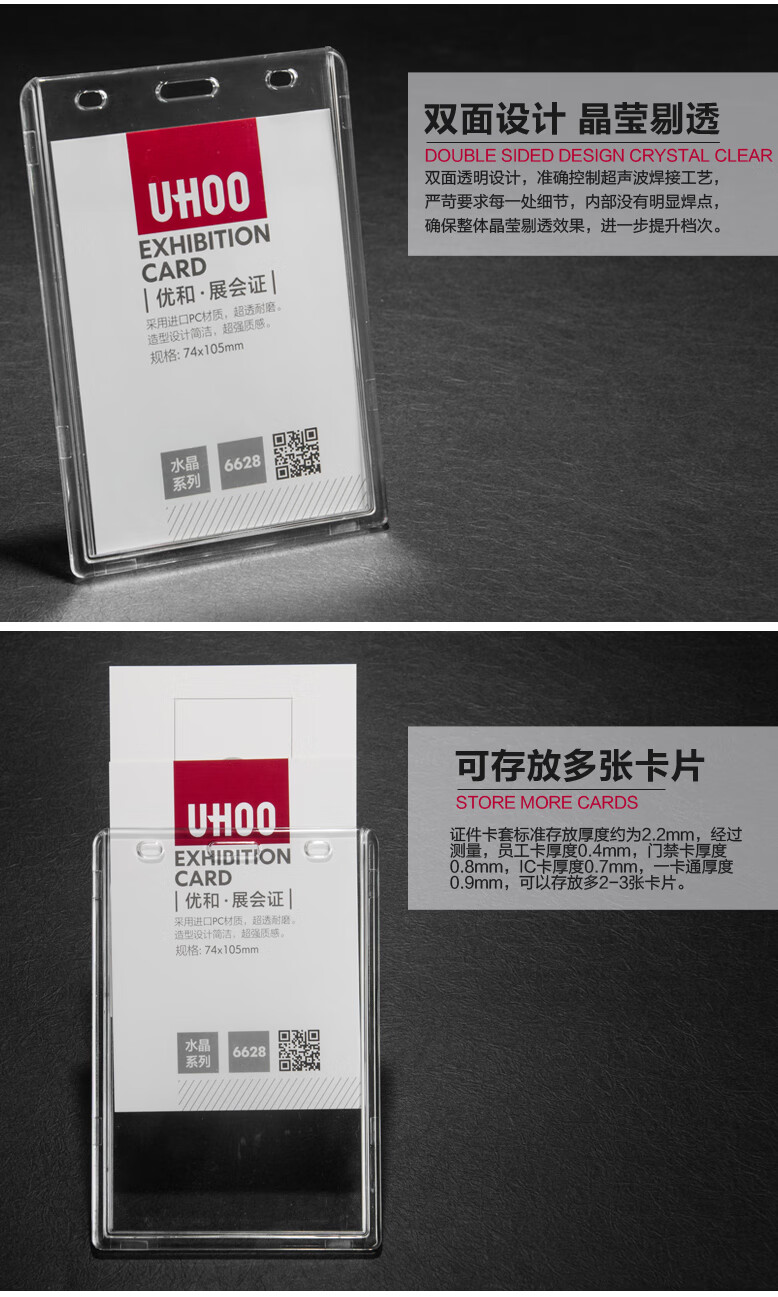 UHOO
EXHIBITION
CARD
优和·展会证
采用进口PC材质，超透耐磨。
造型设计简洁，超强质感。
规格: 74x105mm
水晶
系列
6628
双面设计 晶莹剔透
DOUBLE SIDED DESIGN CRYSTAL CLEAR
双面透明设计，准确控制超声波焊接工艺，
严苛要求每一处细节，内部没有明显焊点，
确保整体晶莹剔透效果，进一步提升档次。
UHOO
EXHIBITION
CARD
优和·展会证
采用进口PC材质，超透耐磨。
造型设计简洁，超强质感。
规格: 74x105mm
水晶
系列
6628
可存放多张卡片
STORE MORE CARDS
证件卡套标准存放厚度约为2.2mm，经过
测量，员工卡厚度0.4mm，门禁卡厚度
0.8mm，IC卡厚度0.7mm，一卡通厚度
0.9mm，可以存放多2-3张卡片。